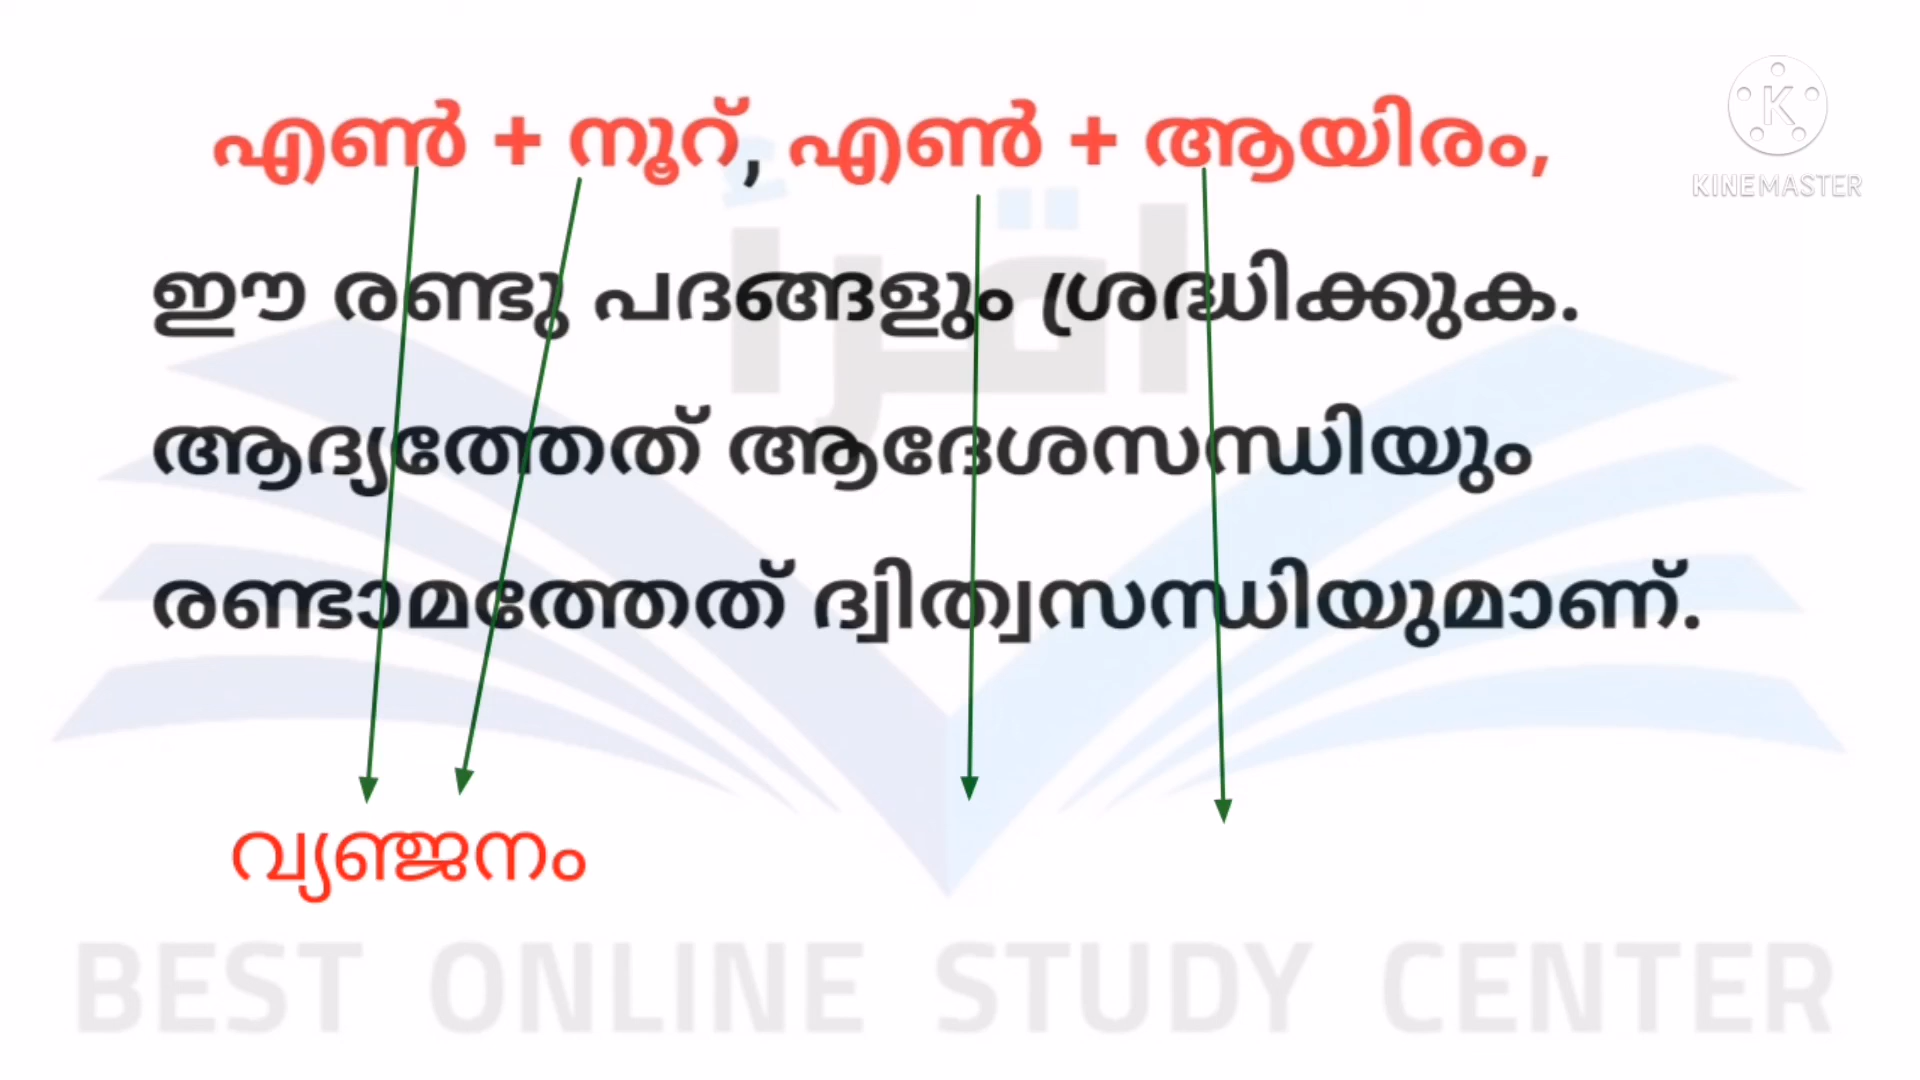 എൺ + നൂറ്, എൺ + ആയിരം,
ഈ രണ്ടു പദങ്ങളും ശ്രദ്ധിക്കുക.
ആദ്യത്തേത് ആദേശസന്ധിയും
രണ്ടാമത്തേത് ദ്വിത്വസന്ധിയുമാണ്.
വ്യഞ്ജനം
K
KINEMASTER
اقرأ
BEST ONLINE STUDY CENTER